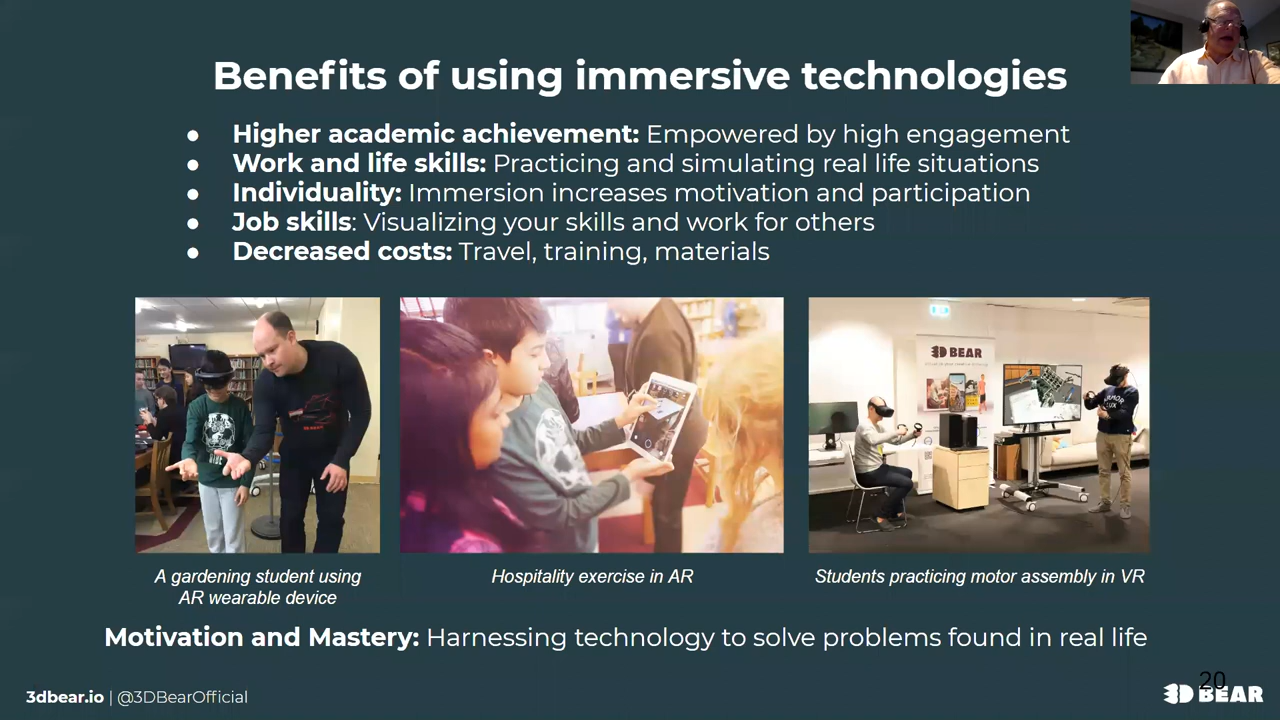 Benefits of using immersive technologies
● Higher academic achievement: Empowered by high engagement
● Work and life skills: Practicing and simulating real life situations
● Individuality: Immersion increases motivation and participation
● Job skills: Visualizing your skills and work for others
● Decreased costs: Travel, training, materials
3D BEAR
A gardening student using
AR wearable device
Hospitality exercise in AR
Students practicing motor assembly in VR
Motivation and Mastery: Harnessing technology to solve problems found in real life
3dbear.io | @3DBearOfficial
20
3D BEAR